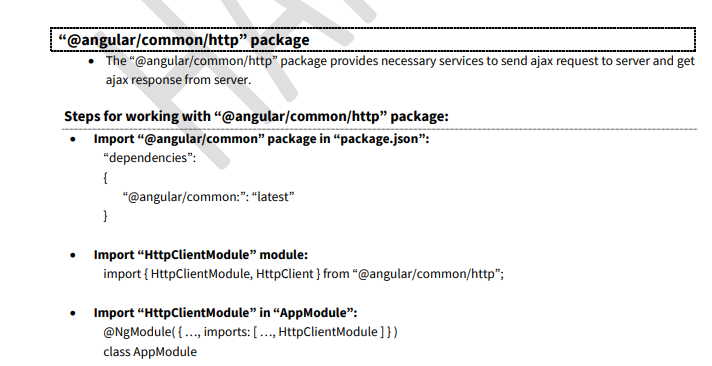 “@angular/common/http” package
• The “@angular/common/http” package provides necessary services to send ajax request to server and get
ajax response from server.
Steps for working with “@angular/common/http” package:
• Import “@angular/common” package in “package.json”:
“dependencies”:
{
“@angular/common:”: “latest”
}
• Import “HttpClientModule” module:
import { HttpClientModule, HttpClient } from “@angular/common/http”;
• Import “HttpClientModule” in “AppModule”:
@NgModule( { …, imports: [ …, HttpClientModule ] } )
class AppModule